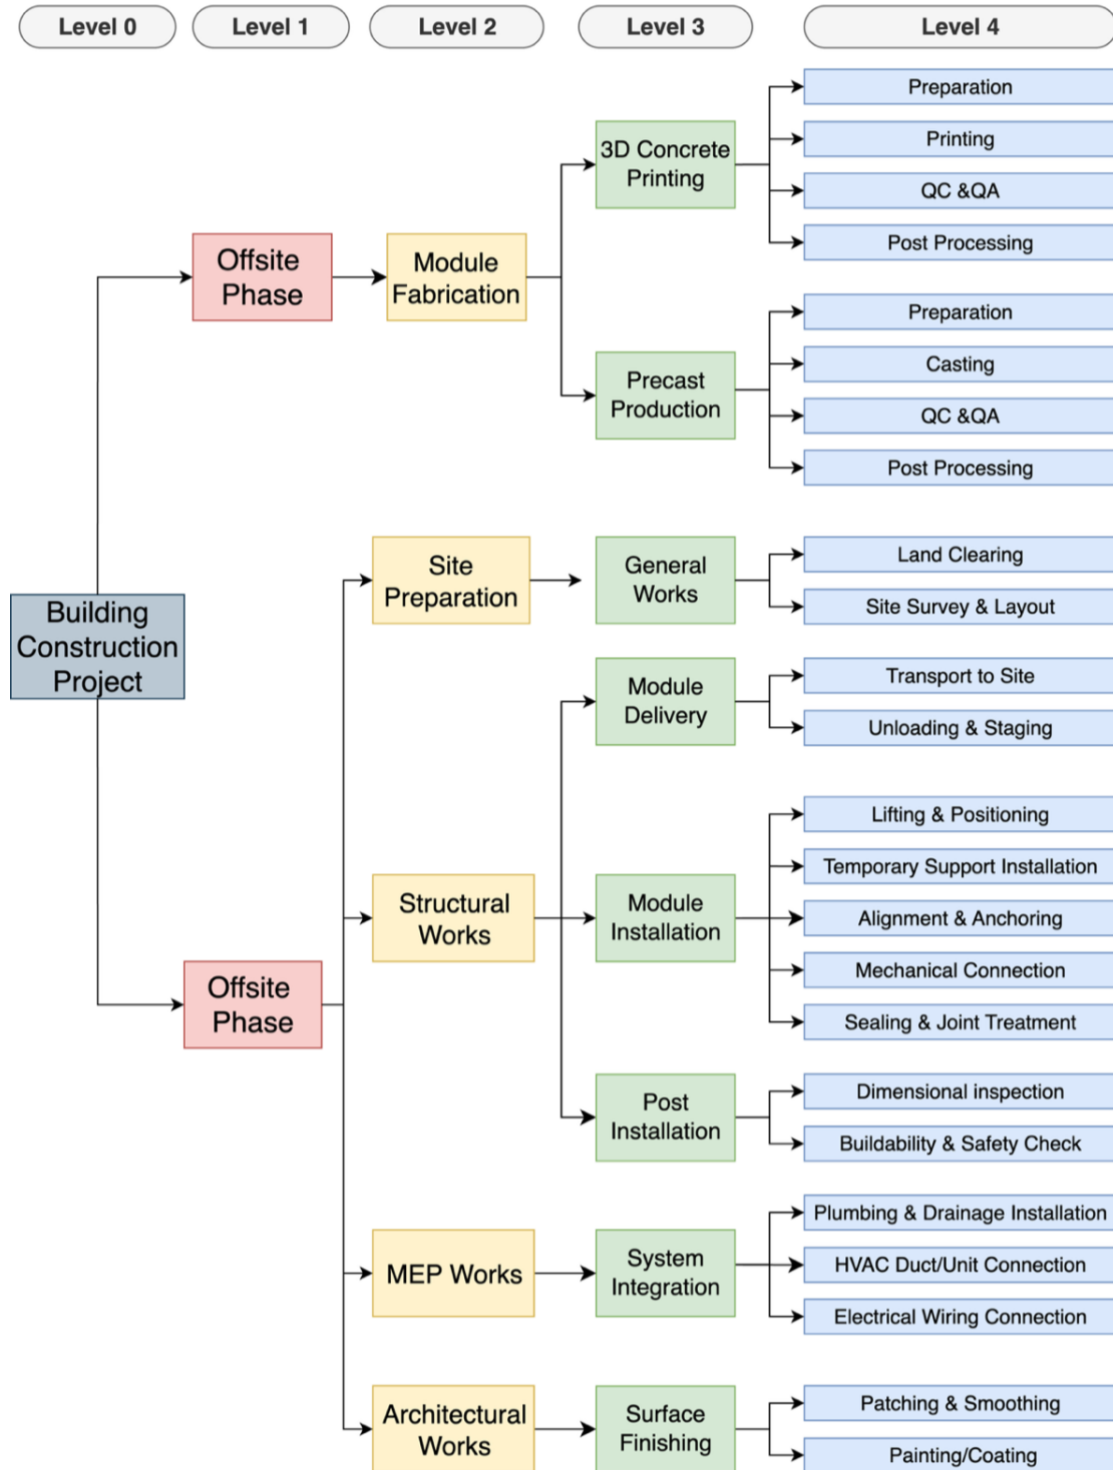 Level 0
Level 1
Level 2
Level 3
Level 4
Building
Construction
Project
Offsite
Phase
Module
Fabrication
3D Concrete
Printing
Preparation
Printing
QC &QA
Post Processing
Precast
Production
Preparation
Casting
QC &QA
Post Processing
Offsite
Phase
Site
Preparation
General
Works
Land Clearing
Site Survey & Layout
Structural
Works
Module
Delivery
Transport to Site
Unloading & Staging
Module
Installation
Lifting & Positioning
Temporary Support Installation
Alignment & Anchoring
Mechanical Connection
Sealing & Joint Treatment
Post
Installation
Dimensional inspection
Buildability & Safety Check
MEP Works
System
Integration
Plumbing & Drainage Installation
HVAC Duct/Unit Connection
Electrical Wiring Connection
Architectural
Works
Surface
Finishing
Patching & Smoothing
Painting/Coating